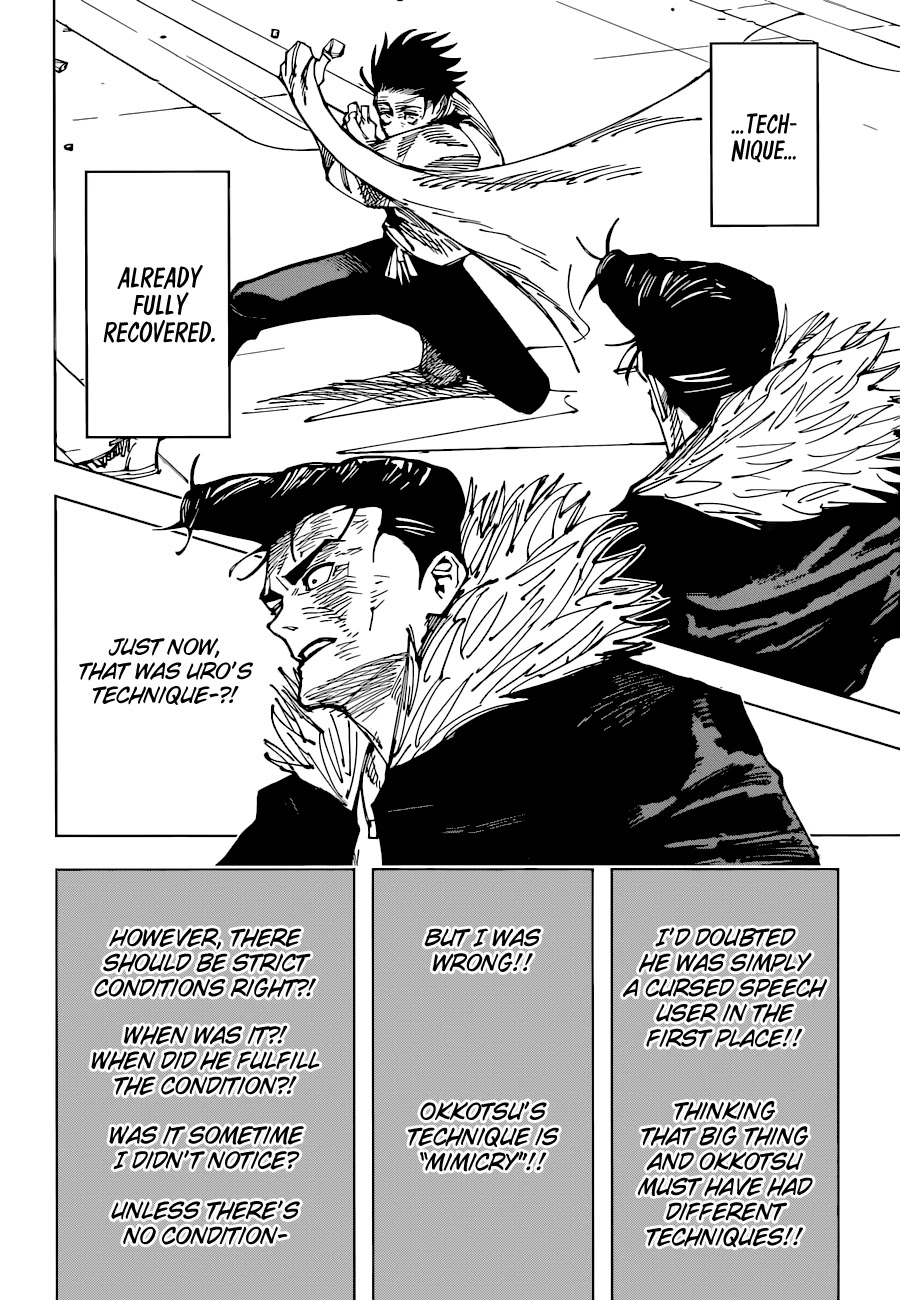 ...TECH-
NIQUE...
ALREADY
FULLY
RECOVERED.
JUST NOW,
THAT WAS URO'S
TECHNIQUE-?!
I'D DOUBTED
HE WAS SIMPLY
A CURSED SPEECH
USER IN THE
FIRST PLACE!!
THINKING
THAT BIG THING
AND OKKOTSU
MUST HAVE HAD
DIFFERENT
TECHNIQUES!!
BUT I WAS
WRONG!!
OKKOTSU'S
TECHNIQUE IS
"MIMICRY"!!
HOWEVER, THERE
SHOULD BE STRICT
CONDITIONS RIGHT?!
WHEN WAS IT?!
WHEN DID HE FULFILL
THE CONDITION?!
WAS IT SOMETIME
I DIDN'T NOTICE?
UNLESS THERE'S
NO CONDITION-